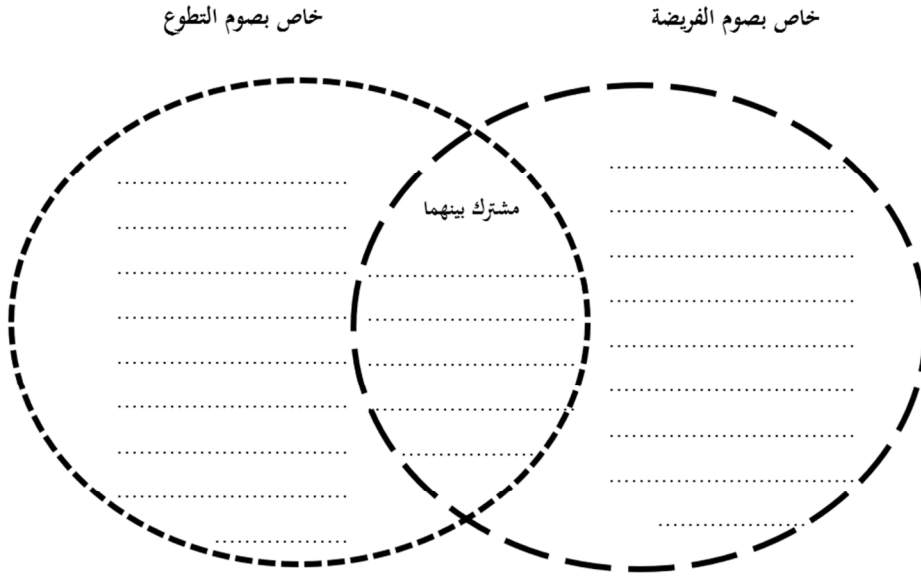 خاص بصوم الفريضة
خاص بصوم التطوع
مشترك بينهما